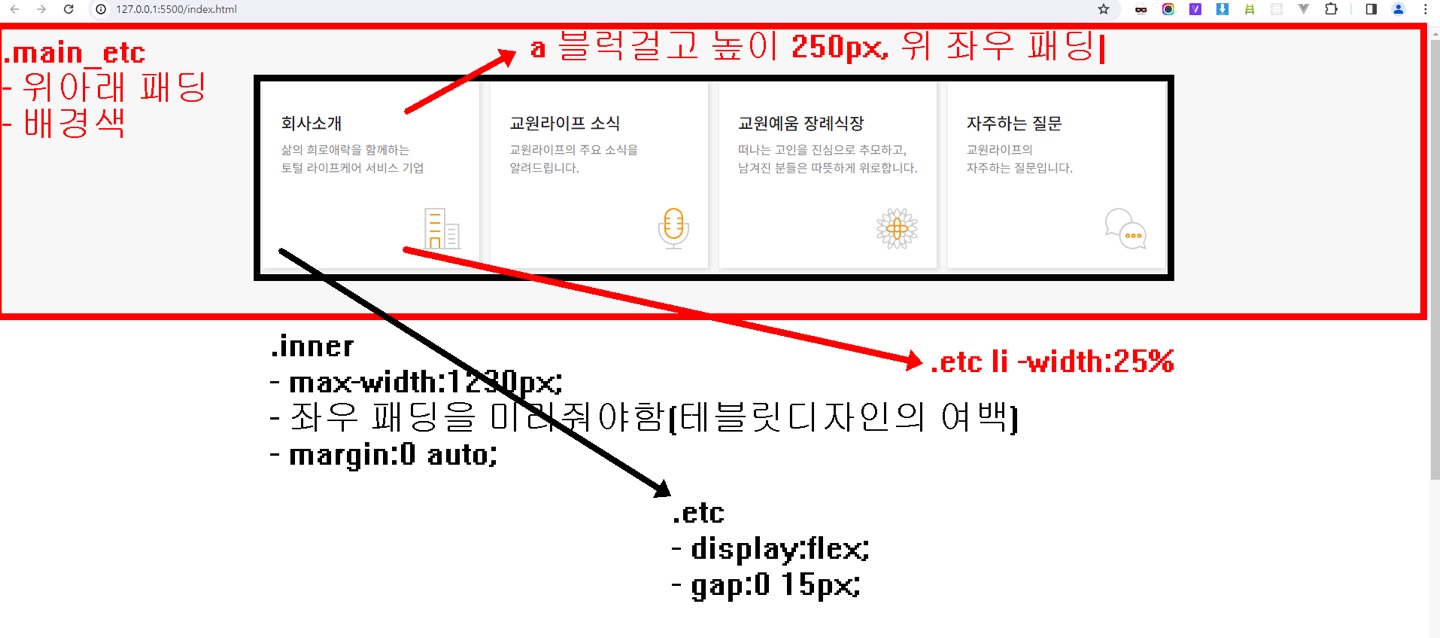 127.0.0.1:5500/index.html
.main_etc
- 위아래 패딩
- 배경색
a 블럭걸고 높이 250px, 위 좌우 패딩
회사소개
삶의 희로애락을 함께하는
토털 라이프케어 서비스 기업
교원라이프 소식
교원라이프의 주요 소식을
알려드립니다.
교원예움 장례식장
떠나는 고인을 진심으로 추모하고,
남겨진 분들은 따뜻하게 위로합니다.
자주하는 질문
교원라이프의
자주하는 질문입니다.
.inner
- max-width:1230px;
- 좌우 패딩을 미리줘야함(테블릿디자인의 여백)
- margin:0 auto;
.etc li -width:25%
.etc
- display:flex;
- gap:0 15px;